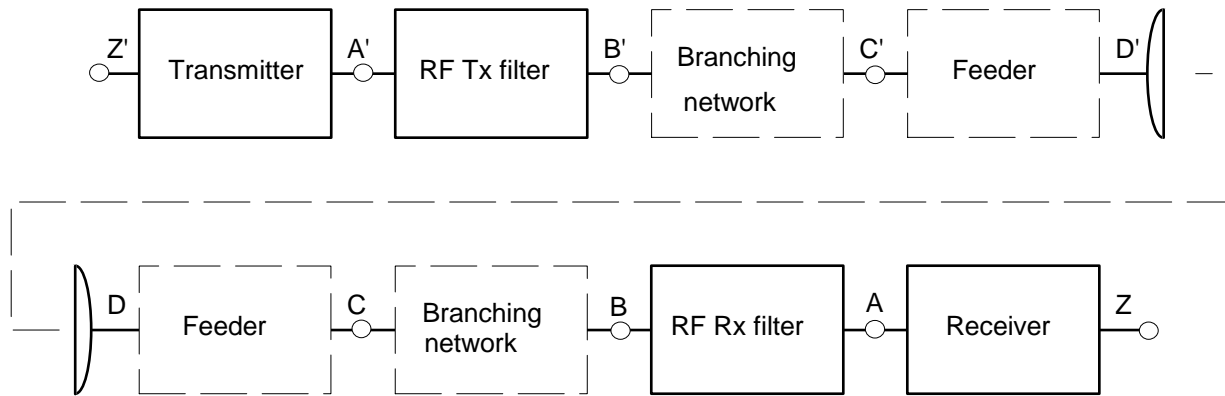 Z' Transmitter A' RF Tx filter B' Branching network C' Feeder D'
D Feeder C Branching network B RF Rx filter A Receiver Z